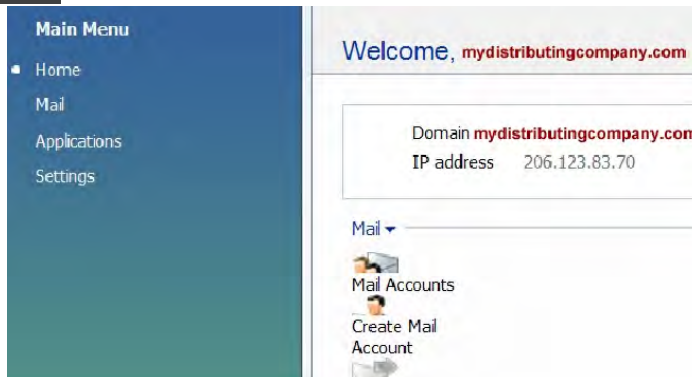 Main Menu
Home
Mail
Applications
Settings
Welcome, mydistributingcompany.com
Domain mydistributingcompany.com
IP address 206.123.83.70
Mail
Mail Accounts
Create Mail
Account